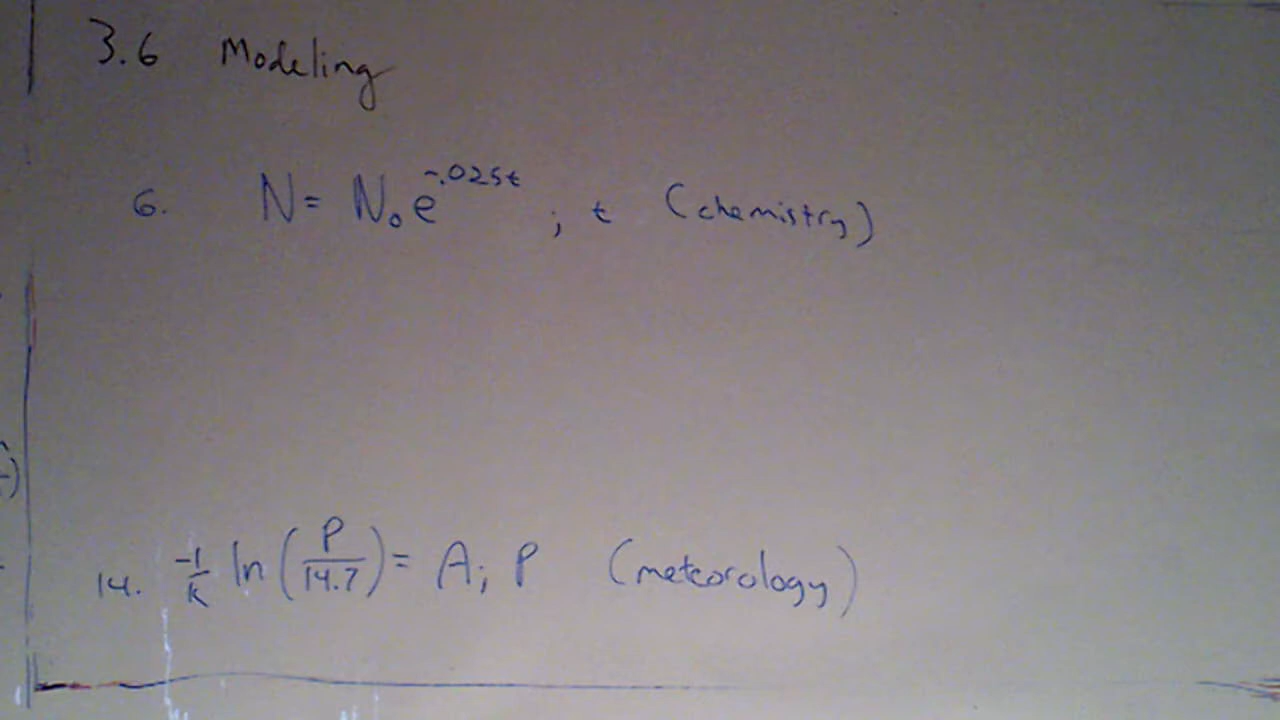 3.6 Modeling
6. N = N₀e^-.025t ; t (chemistry)
14. -1/k ln(P/14.7) = A; P (meteorology)